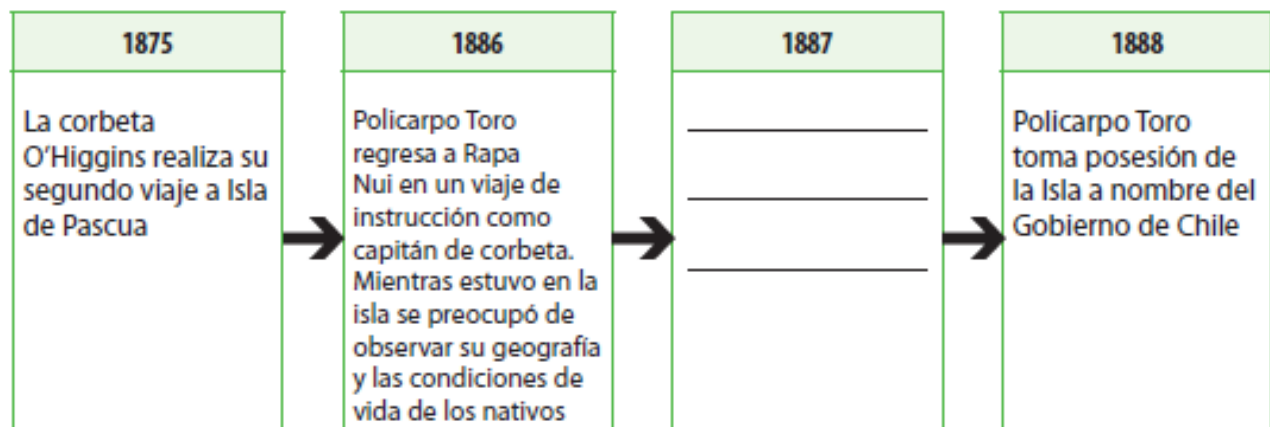 1875
La corbeta
O'Higgins realiza su
segundo viaje a Isla
de Pascua
1886
Policarpo Toro
regresa a Rapa
Nui en un viaje de
instrucción como
capitán de corbeta.
Mientras estuvo en la
isla se preocupó de
observar su geografía
y las condiciones de
vida de los nativos
1887
1888
Policarpo Toro
toma posesión de
la Isla a nombre del
Gobierno de Chile